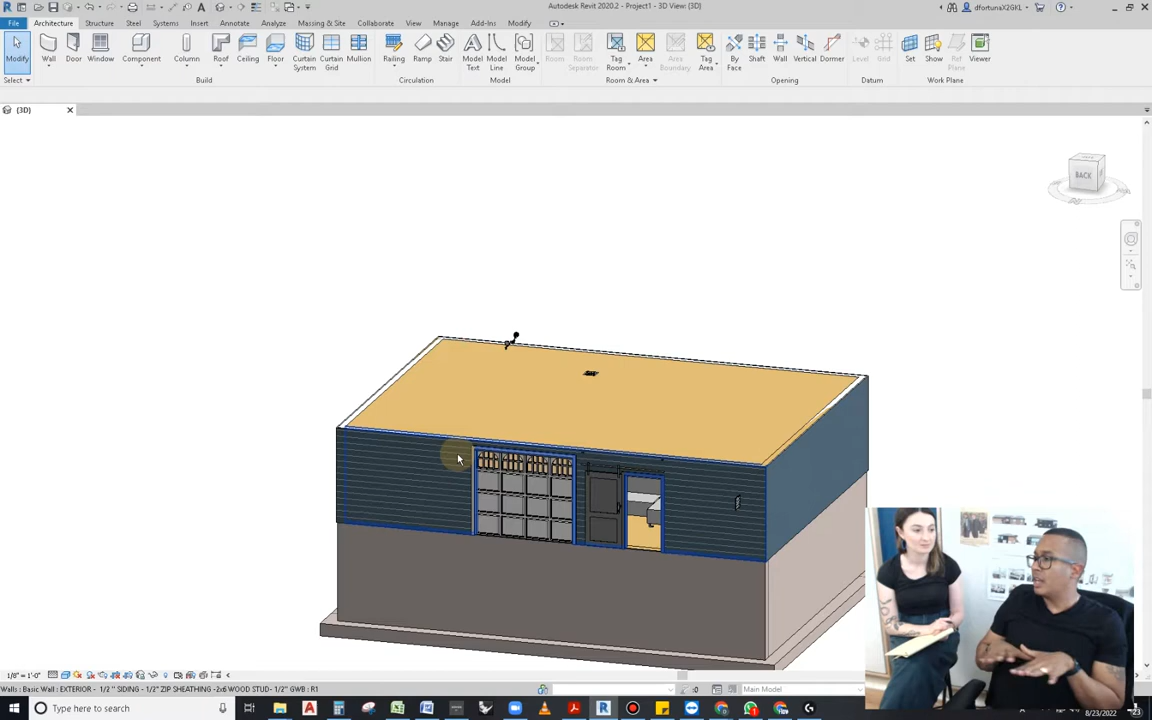 Autodesk Revit 2020.2 - Project1 - 3D View: {3D}
dfortunaX2GKL
File Architecture Structure Steel Systems Insert Annotate Analyze Massing & Site Collaborate View Manage Add-Ins Modify
Modify Wall Door Window Component Column Roof Ceiling Floor Curtain System Curtain Grid Mullion Railing Ramp Stair Model Text Model Line Model Group Room Room Separator Tag Room Area Area Boundary Tag Area By Face Shaft Wall Vertical Dormer Level Grid Set Show Ref Plane Viewer
Select Build Circulation Model Room & Area Opening Datum Work Plane
{3D}
BACK
1/8" = 1'-0"
Walls : Basic Wall : EXTERIOR - 1/2 " SIDING - 1/2" ZIP SHEATHING -2x6 WOOD STUD- 1/2" GWB : R1
:0
Main Model
Type here to search
8/23/2022
23